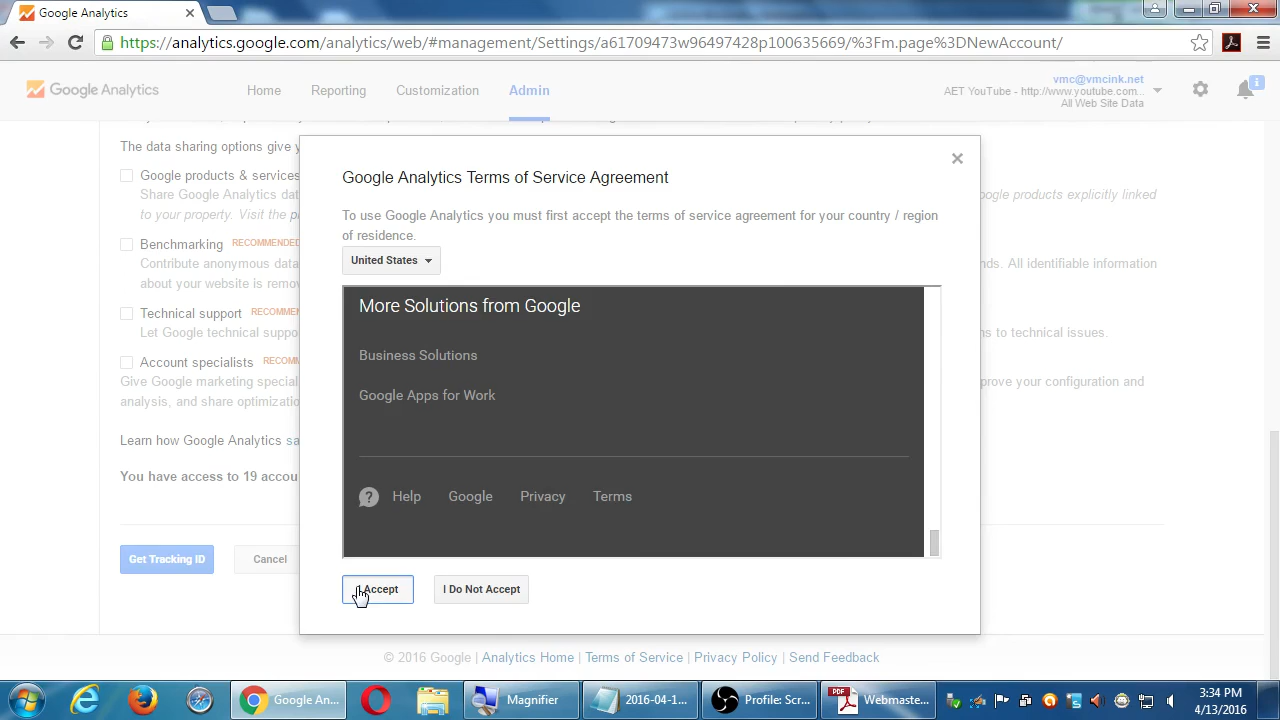 Google Analytics
https://analytics.google.com/analytics/web/#management/Settings/a61709473w96497428p100635669/%3Fm.page%3DNewAccount/
Google Analytics
Home
Reporting
Customization
Admin
vmc@vmcink.net
AET YouTube - http://www.youtube.com...
All Web Site Data
The data sharing options give
Google products & services
Share Google Analytics
oogle products explicitly linked
to your property. Visit the
Benchmarking RECOMMENDED
Contribute anonymous data
nds. All identifiable information
about your website is
Technical support
Let Google technical
ns to technical issues.
Account specialists
Give Google marketing
prove your configuration and
analysis, and share
Learn how Google Analytics
You have access to 19
Get Tracking ID
Cancel
Google Analytics Terms of Service Agreement
To use Google Analytics you must first accept the terms of service agreement for your country / region
of residence.
United States
More Solutions from Google
Business Solutions
Google Apps for Work
Help
Google
Privacy
Terms
I Accept
I Do Not Accept
© 2016 Google | Analytics Home | Terms of Service | Privacy Policy | Send Feedback
Google An...
Magnifier
2016-04-1...
Profile: Scr...
PDF
Webmaste...
3:34 PM
4/13/2016